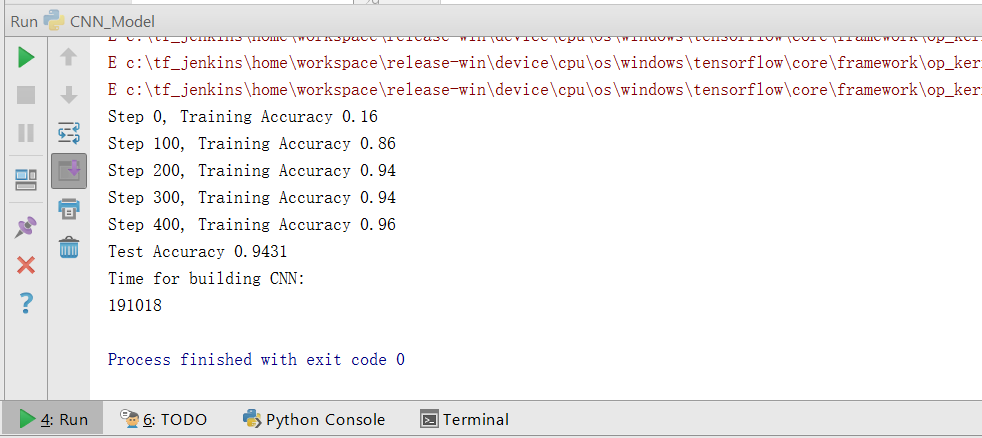 Run CNN_Model
E c:\tf_jenkins\home\workspace\release-win\device\cpu\os\windows\tensorflow\core\framework\op_ker
E c:\tf_jenkins\home\workspace\release-win\device\cpu\os\windows\tensorflow\core\framework\op_ker
E c:\tf_jenkins\home\workspace\release-win\device\cpu\os\windows\tensorflow\core\framework\op_ker
Step 0, Training Accuracy 0.16
Step 100, Training Accuracy 0.86
Step 200, Training Accuracy 0.94
Step 300, Training Accuracy 0.94
Step 400, Training Accuracy 0.96
Test Accuracy 0.9431
Time for building CNN:
191018
Process finished with exit code 0
4: Run 6: TODO Python Console Terminal